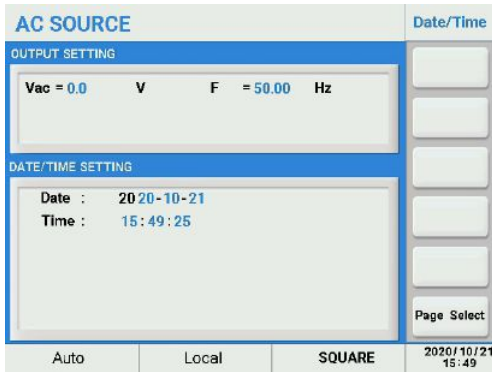 AC SOURCE
Date/Time
OUTPUT SETTING
Vac = 0.0 V F = 50.00 Hz
DATE/TIME SETTING
Date : 2020-10-21
Time : 15:49:25
Page Select
Auto Local SQUARE 2020/10/21
15:49